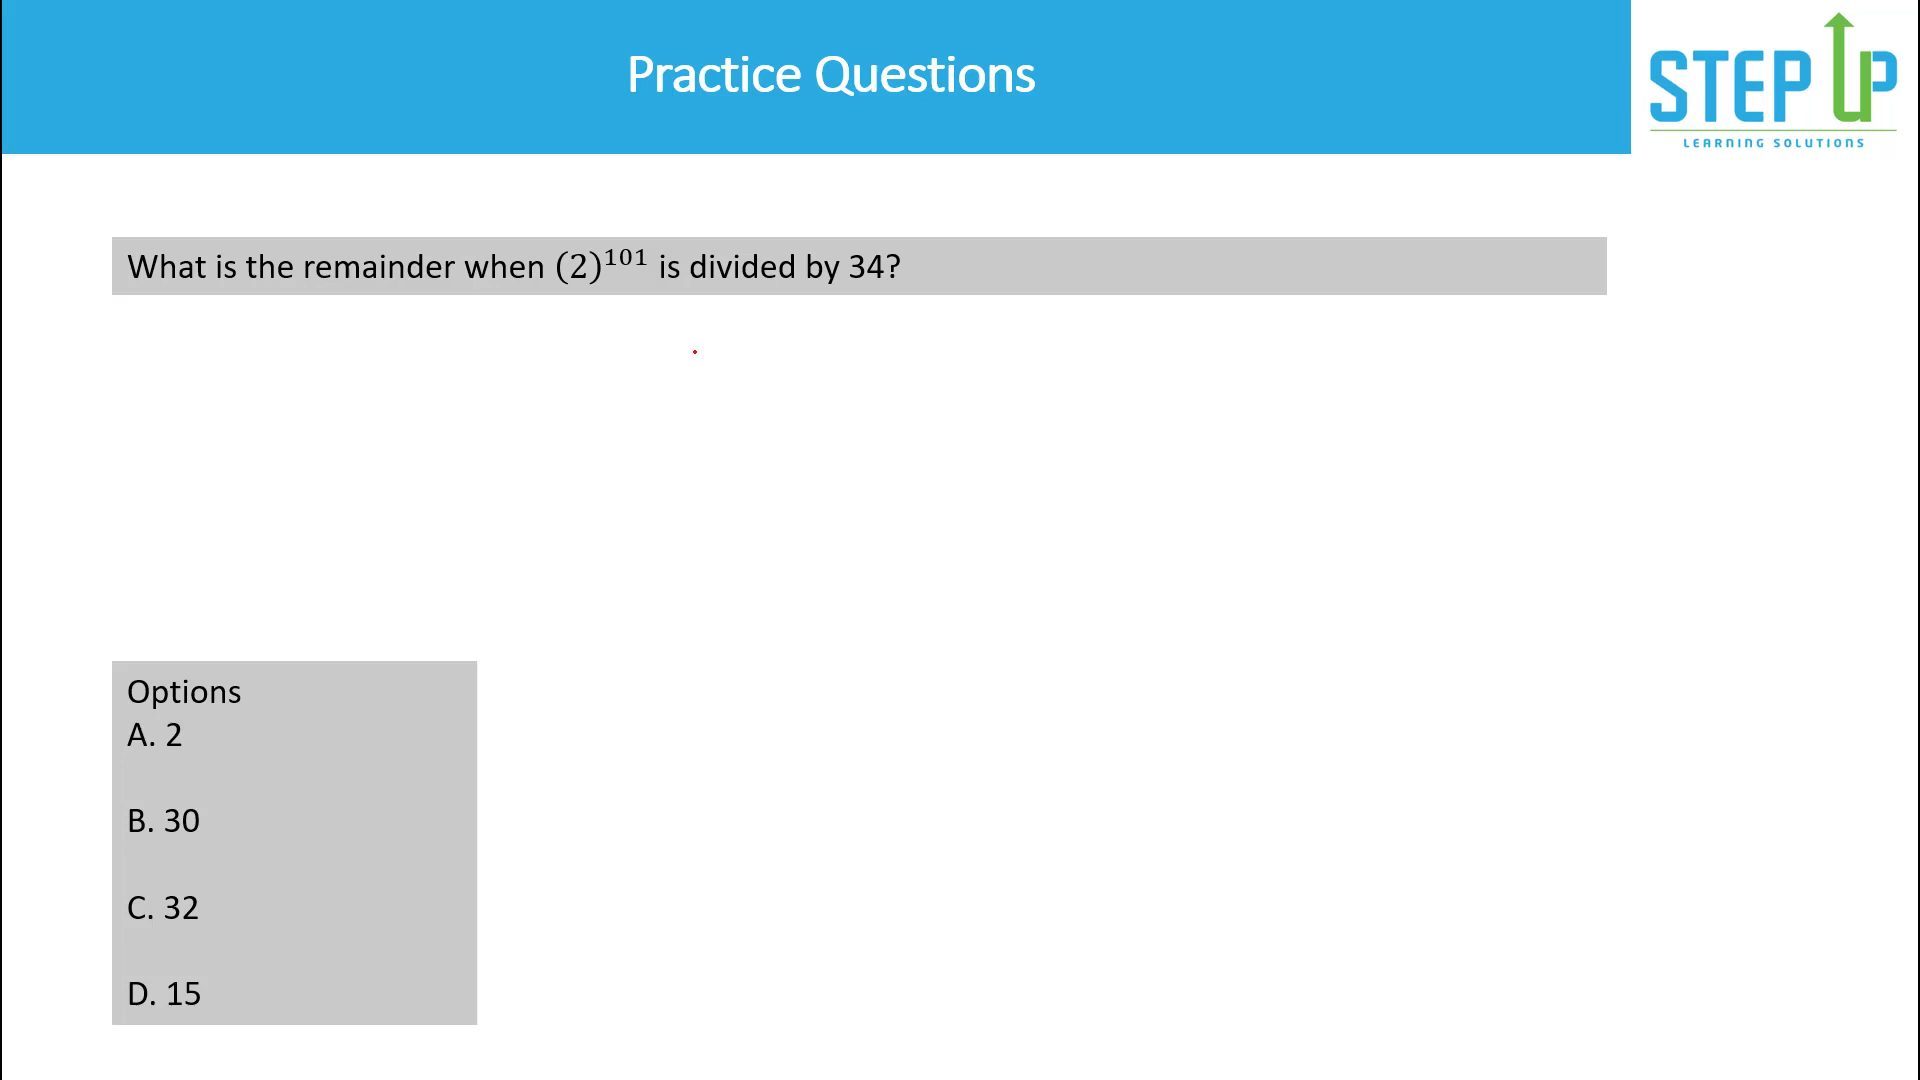 Practice Questions
STEP UP
LEARNING SOLUTIONS
What is the remainder when (2)^101 is divided by 34?
Options
A. 2
B. 30
C. 32
D. 15